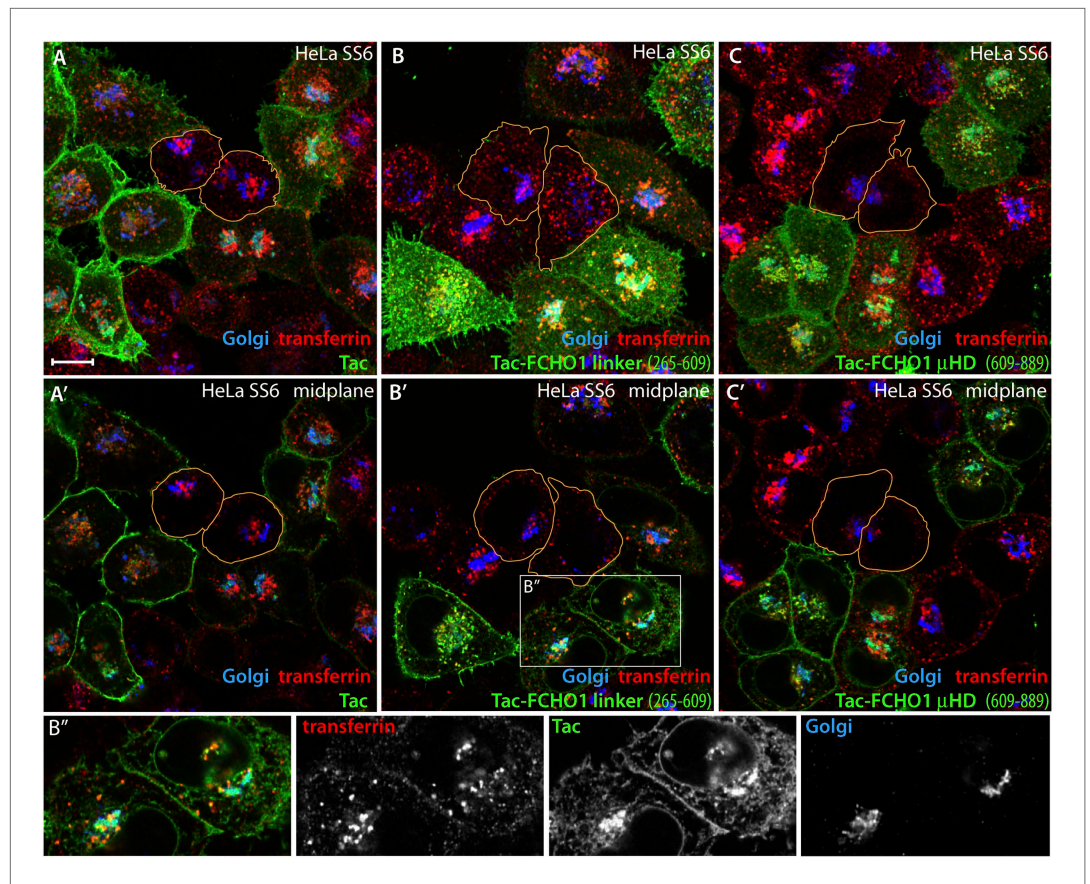 A HeLa SS6
Golgi transferrin
Tac
B HeLa SS6
Golgi transferrin
Tac-FCHO1 linker (265-609)
C HeLa SS6
Golgi transferrin
Tac-FCHO1 μHD (609-889)
A' HeLa SS6 midplane
Golgi transferrin
Tac
B' HeLa SS6 midplane
B"
Golgi transferrin
Tac-FCHO1 linker (265-609)
C' HeLa SS6 midplane
Golgi transferrin
Tac-FCHO1 μHD (609-889)
B"
transferrin
Tac
Golgi